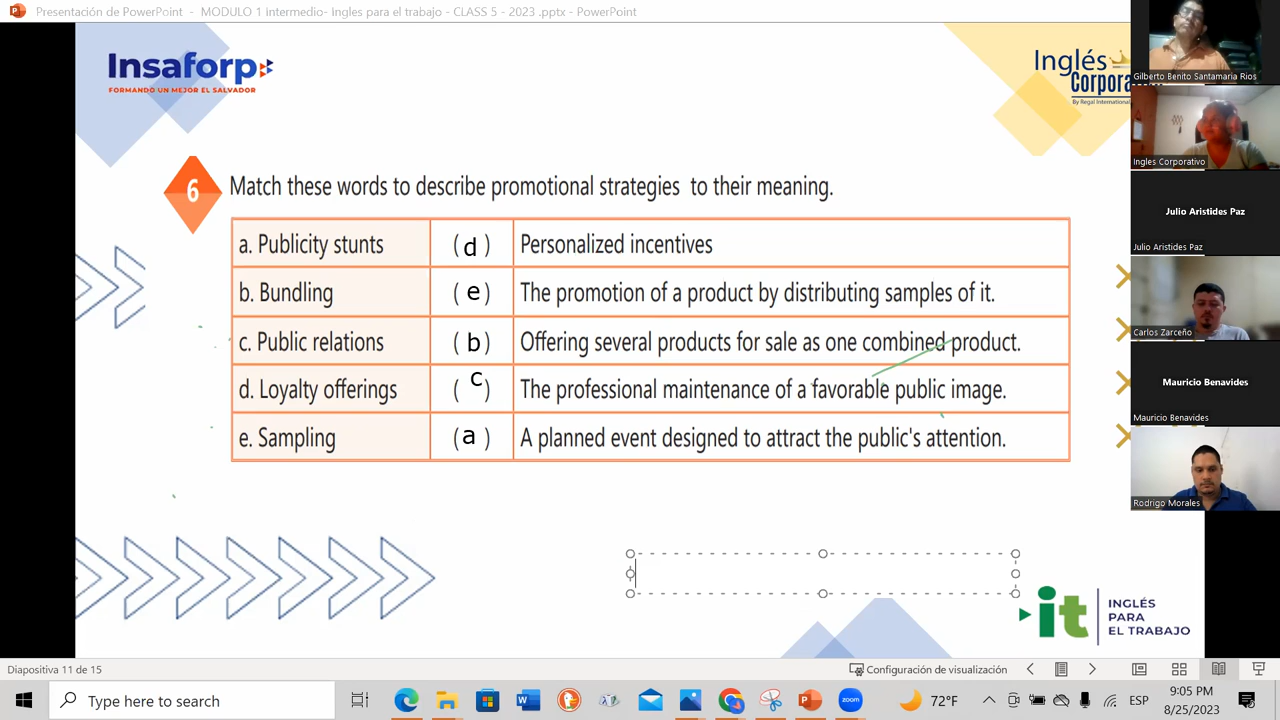 Presentación de PowerPoint - MODULO 1 Intermedio- Ingles para el trabajo - CLASS 5 - 2023 .pptx - PowerPoint
Insaforp
FORMANDO UN MEJOR EL SALVADOR
Inglés
Corporativo
By Regal International
6
Match these words to describe promotional strategies to their meaning.
a. Publicity stunts (d) Personalized incentives
b. Bundling (e) The promotion of a product by distributing samples of it.
c. Public relations (b) Offering several products for sale as one combined product.
d. Loyalty offerings (c) The professional maintenance of a favorable public image.
e. Sampling (a) A planned event designed to attract the public's attention.
it
INGLÉS
PARA
EL TRABAJO
Gilberto Benito Santamaria Rios
Ingles Corporativo
Julio Aristides Paz
Julio Aristides Paz
Carlos Zarceño
Mauricio Benavides
Mauricio Benavides
Rodrigo Morales
Diapositiva 11 de 15
Configuración de visualización
Type here to search
zoom
72°F
ESP
9:05 PM
8/25/2023